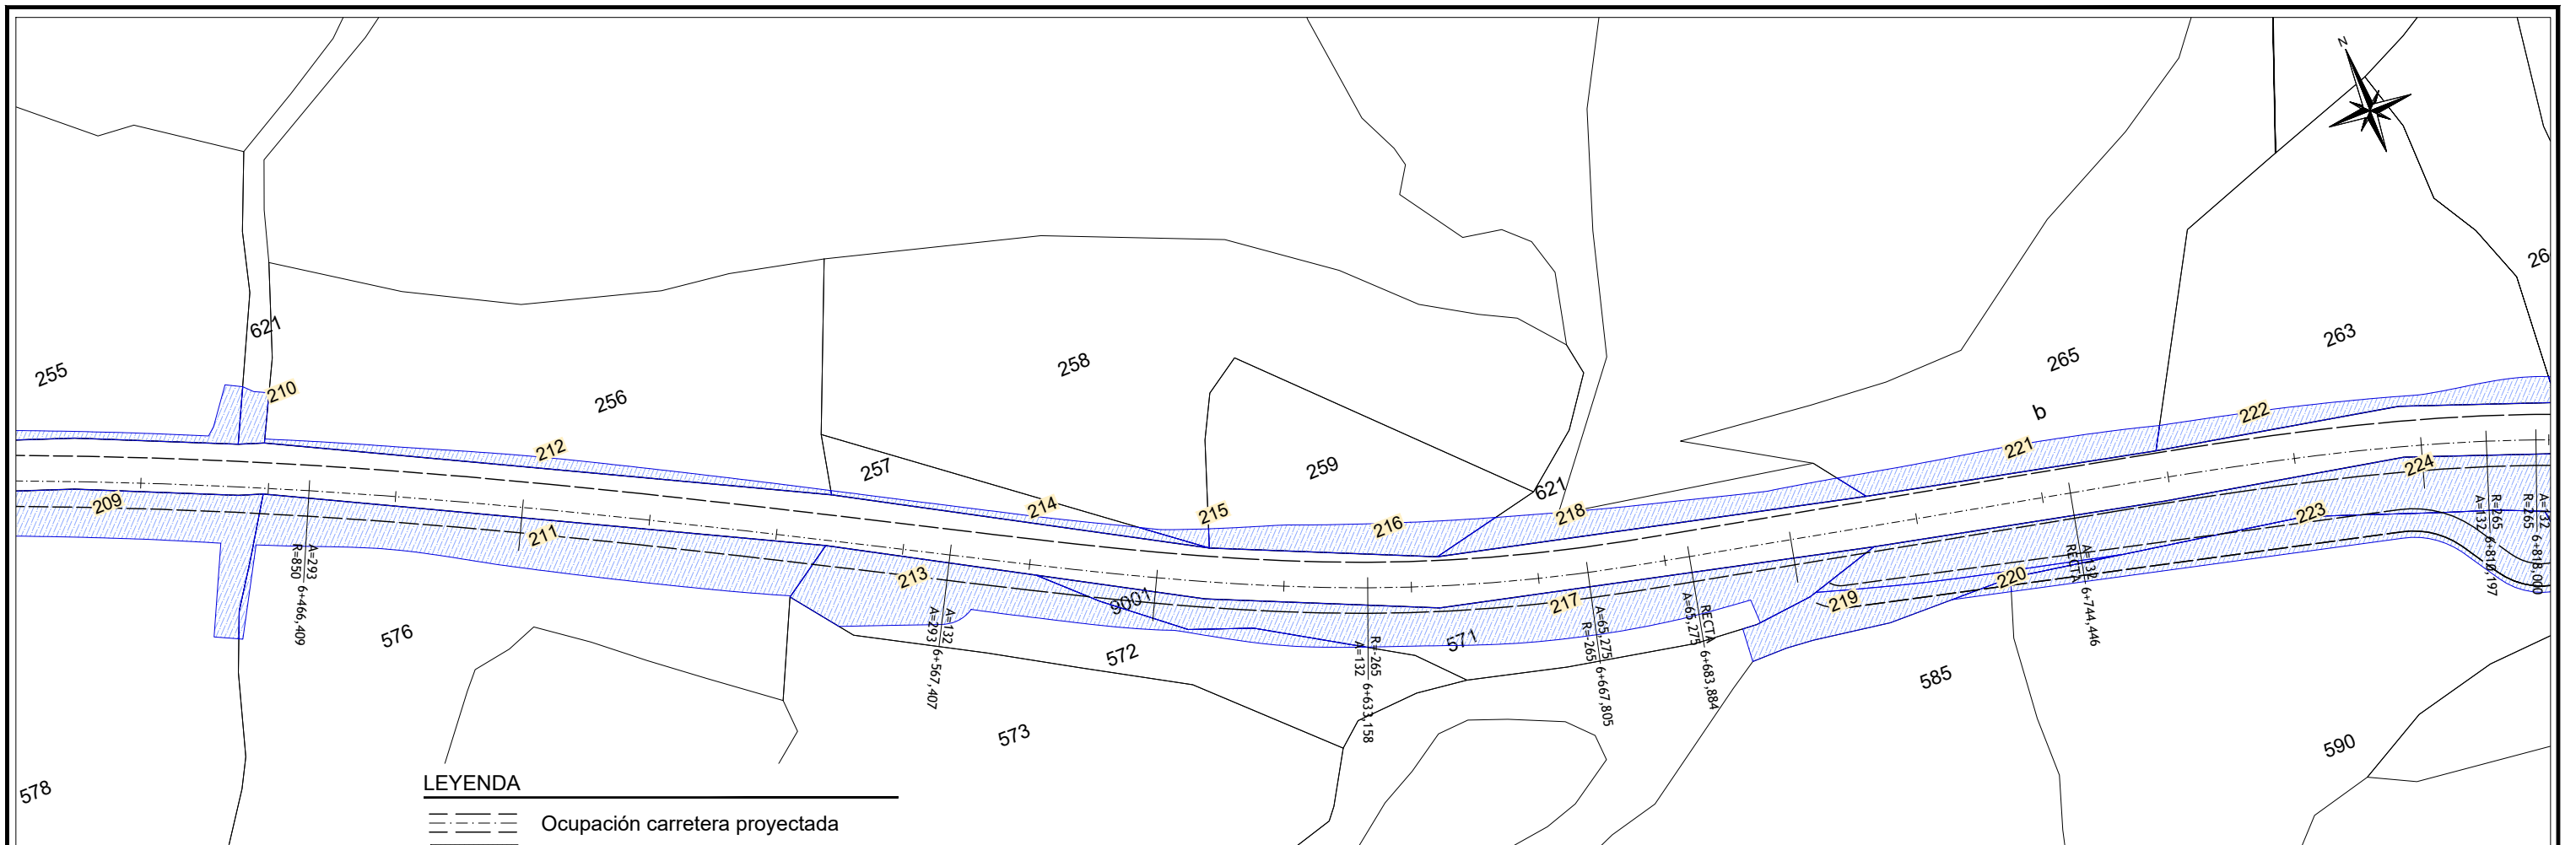 N
26
263
265
b
255
621
210
256
212
258
257
259
214
215
216
621
218
221
222
224
223
209
211
213
9001
217
219
220
A=293
R=850 6+466,409
A=132
A=293 6+567,407
R=-265
A=132 6+633,158
A=65,275
R=-265 6+667,805
RECTA
A=65,275 6+683,884
A=132
RECTA 6+744,446
R=265
A=132 6+810,197
A=132
R=265 6+818,000
576
572
571
585
573
590
578
LEYENDA
Ocupación carretera proyectada